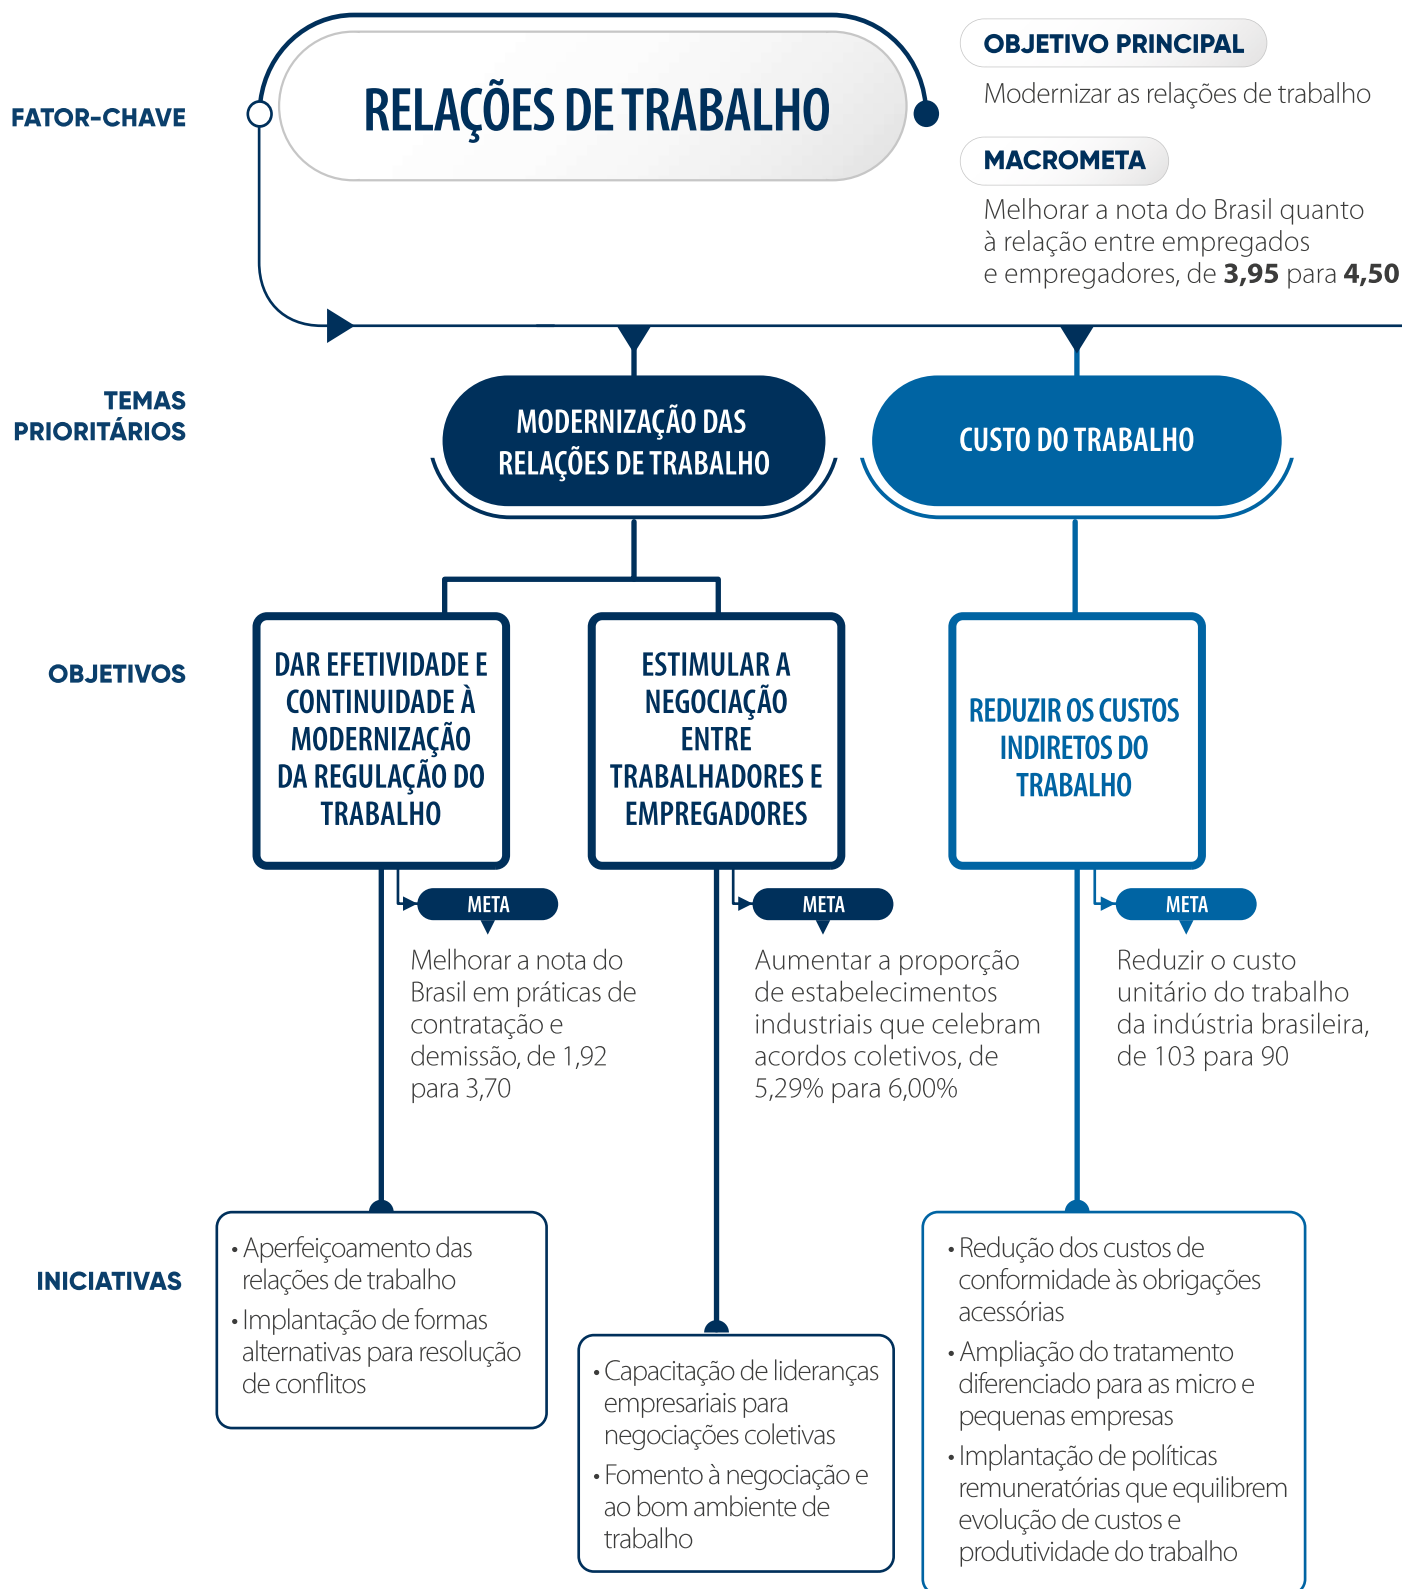 FATOR-CHAVE
RELAÇÕES DE TRABALHO
OBJETIVO PRINCIPAL
Modernizar as relações de trabalho
MACROMETA
Melhorar a nota do Brasil quanto
à relação entre empregados
e empregadores, de 3,95 para 4,50
TEMAS
PRIORITÁRIOS
MODERNIZAÇÃO DAS
RELAÇÕES DE TRABALHO
CUSTO DO TRABALHO
OBJETIVOS
DAR EFETIVIDADE E
CONTINUIDADE À
MODERNIZAÇÃO
DA REGULAÇÃO DO
TRABALHO
ESTIMULAR A
NEGOCIAÇÃO
ENTRE
TRABALHADORES E
EMPREGADORES
REDUZIR OS CUSTOS
INDIRETOS DO
TRABALHO
META
Melhorar a nota do
Brasil em práticas de
contratação e
demissão, de 1,92
para 3,70
META
Aumentar a proporção
de estabelecimentos
industriais que celebram
acordos coletivos, de
5,29% para 6,00%
META
Reduzir o custo
unitário do trabalho
da indústria brasileira,
de 103 para 90
INICIATIVAS
• Aperfeiçoamento das
relações de trabalho
• Implantação de formas
alternativas para resolução
de conflitos
• Capacitação de lideranças
empresariais para
negociações coletivas
• Fomento à negociação e
ao bom ambiente de
trabalho
• Redução dos custos de
conformidade às obrigações
acessórias
• Ampliação do tratamento
diferenciado para as micro e
pequenas empresas
• Implantação de políticas
remuneratórias que equilibrem
evolução de custos e
produtividade do trabalho